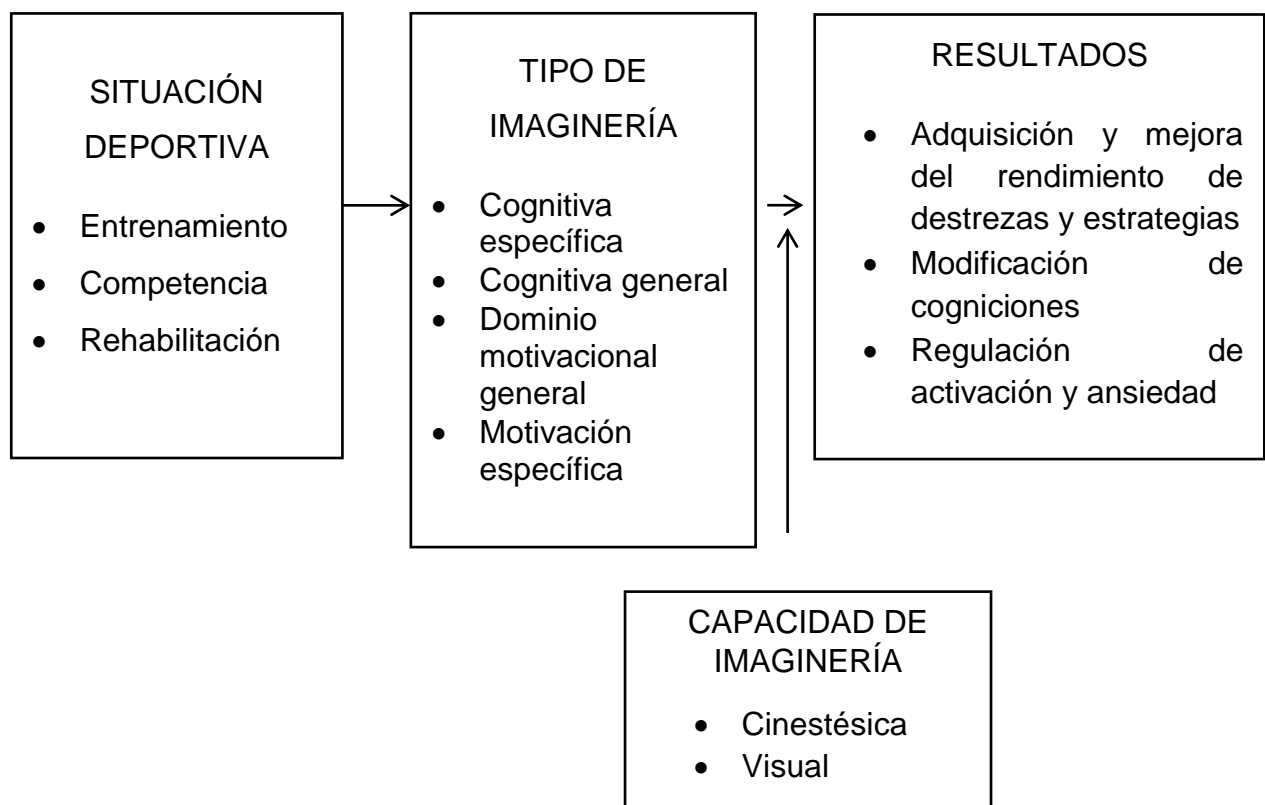 SITUACIÓN
DEPORTIVA
• Entrenamiento
• Competencia
• Rehabilitación
TIPO DE
IMAGINERÍA
• Cognitiva
específica
• Cognitiva general
• Dominio
motivacional
general
• Motivación
específica
RESULTADOS
• Adquisición y mejora
del rendimiento de
destrezas y estrategias
• Modificación de
cogniciones
• Regulación de
activación y ansiedad
CAPACIDAD DE
IMAGINERÍA
• Cinestésica
• Visual